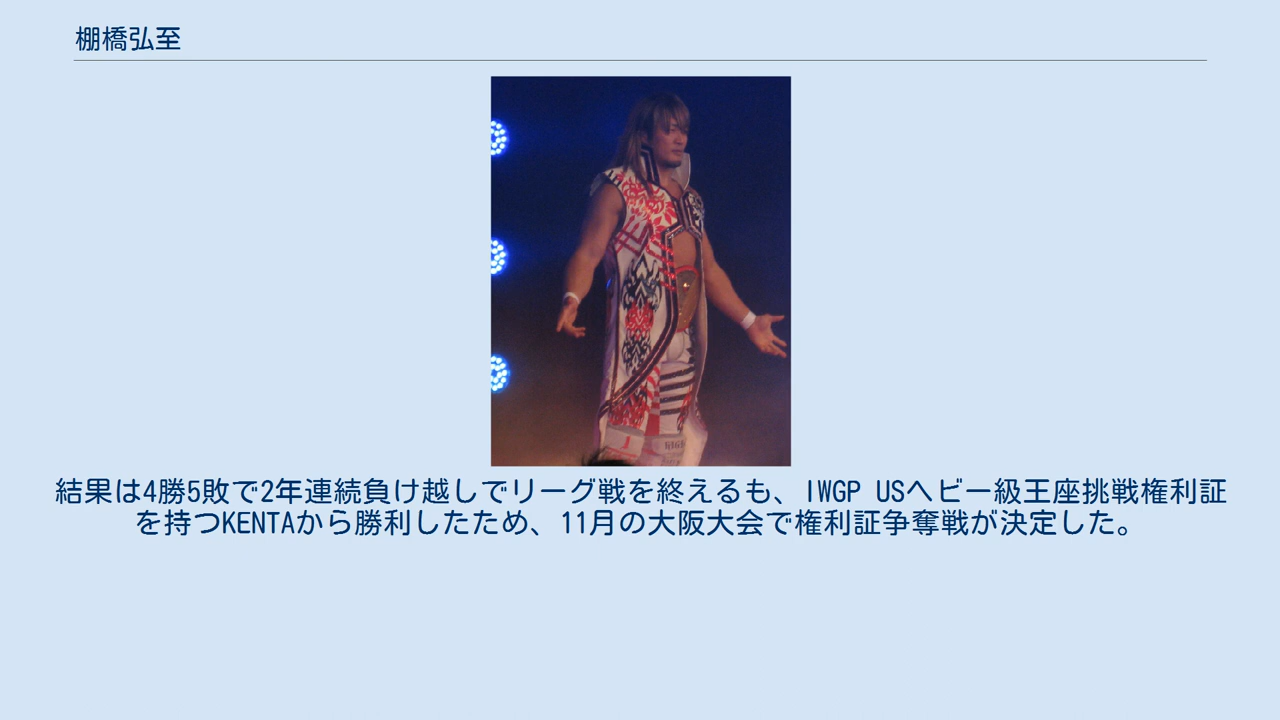 棚橋弘至
結果は4勝5敗で2年連続負け越しでリーグ戦を終えるも、IWGP USヘビー級王座挑戦権利証
を持つKENTAから勝利したため、11月の大阪大会で権利証争奪戦が決定した。